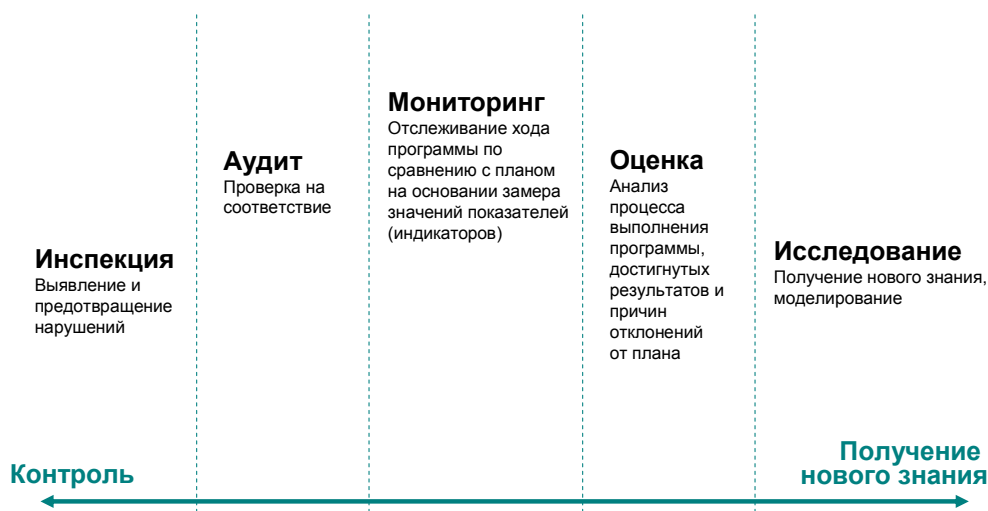 Инспекция
Выявление и
предотвращение
нарушений
Аудит
Проверка на
соответствие
Мониторинг
Отслеживание хода
программы по
сравнению с планом
на основании замера
значений показателей
(индикаторов)
Оценка
Анализ
процесса
выполнения
программы,
достигнутых
результатов и
причин
отклонений
от плана
Исследование
Получение нового знания,
моделирование
Контроль
Получение
нового знания